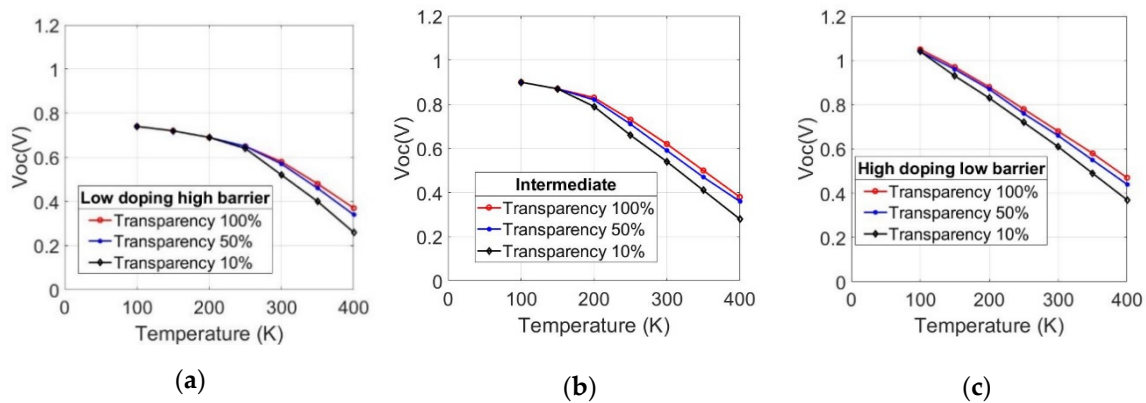 1.2
1
0.8
0.6
0.4
0.2
0
Voc(V)
Low doping high barrier
Transparency 100%
Transparency 50%
Transparency 10%
0 100 200 300 400
Temperature (K)
(a)
1.2
1
0.8
0.6
0.4
0.2
0
Voc(V)
Intermediate
Transparency 100%
Transparency 50%
Transparency 10%
0 100 200 300 400
Temperature (K)
(b)
1.2
1
0.8
0.6
0.4
0.2
0
Voc(V)
High doping low barrier
Transparency 100%
Transparency 50%
Transparency 10%
0 100 200 300 400
Temperature (K)
(c)